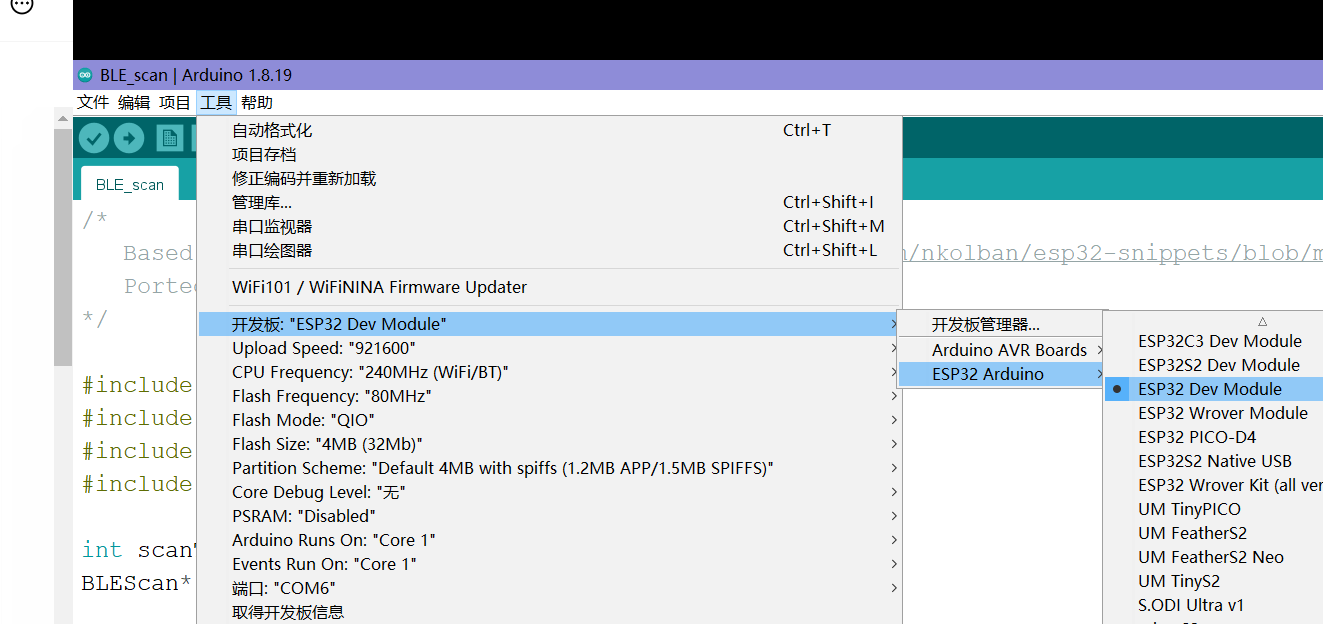 BLE_scan | Arduino 1.8.19
文件 编辑 项目 工具 帮助
自动格式化 Ctrl+T
项目存档
修正编码并重新加载
管理库... Ctrl+Shift+I
串口监视器 Ctrl+Shift+M
串口绘图器 Ctrl+Shift+L
WiFi101 / WiFiNINA Firmware Updater
开发板: "ESP32 Dev Module"
Upload Speed: "921600"
CPU Frequency: "240MHz (WiFi/BT)"
Flash Frequency: "80MHz"
Flash Mode: "QIO"
Flash Size: "4MB (32Mb)"
Partition Scheme: "Default 4MB with spiffs (1.2MB APP/1.5MB SPIFFS)"
Core Debug Level: "无"
PSRAM: "Disabled"
Arduino Runs On: "Core 1"
Events Run On: "Core 1"
端口: "COM6"
取得开发板信息
开发板管理器...
Arduino AVR Boards
ESP32 Arduino
ESP32C3 Dev Module
ESP32S2 Dev Module
ESP32 Dev Module
ESP32 Wrover Module
ESP32 PICO-D4
ESP32S2 Native USB
ESP32 Wrover Kit (all ver
UM TinyPICO
UM FeatherS2
UM FeatherS2 Neo
UM TinyS2
S.ODI Ultra v1
BLE_scan
/*
Based /nkolban/esp32-snippets/blob/m
Porte
*/
#include
#include
#include
#include
int scan
BLEScan*